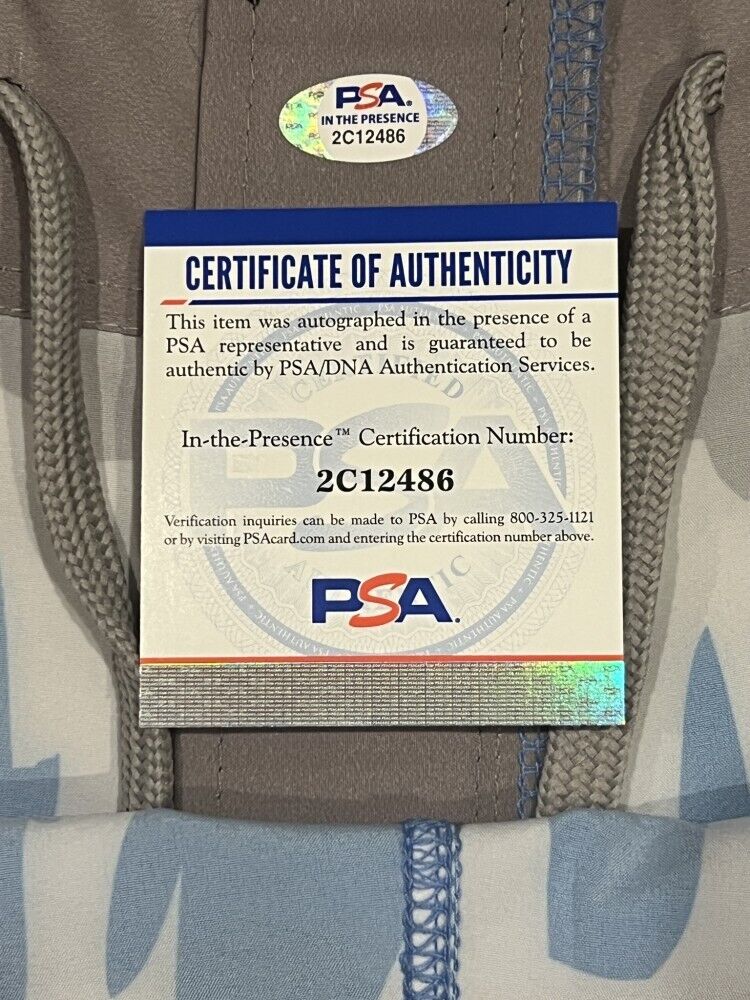 PSA
IN THE PRESENCE
2C12486
CERTIFICATE OF AUTHENTICITY
This item was autographed in the presence of a
PSA representative and is guaranteed to be
authentic by PSA/DNA Authentication Services.
In-the-Presence™ Certification Number:
2C12486
Verification inquiries can be made to PSA by calling 800-325-1121
or by visiting PSAcard.com and entering the certification number above.
PSA